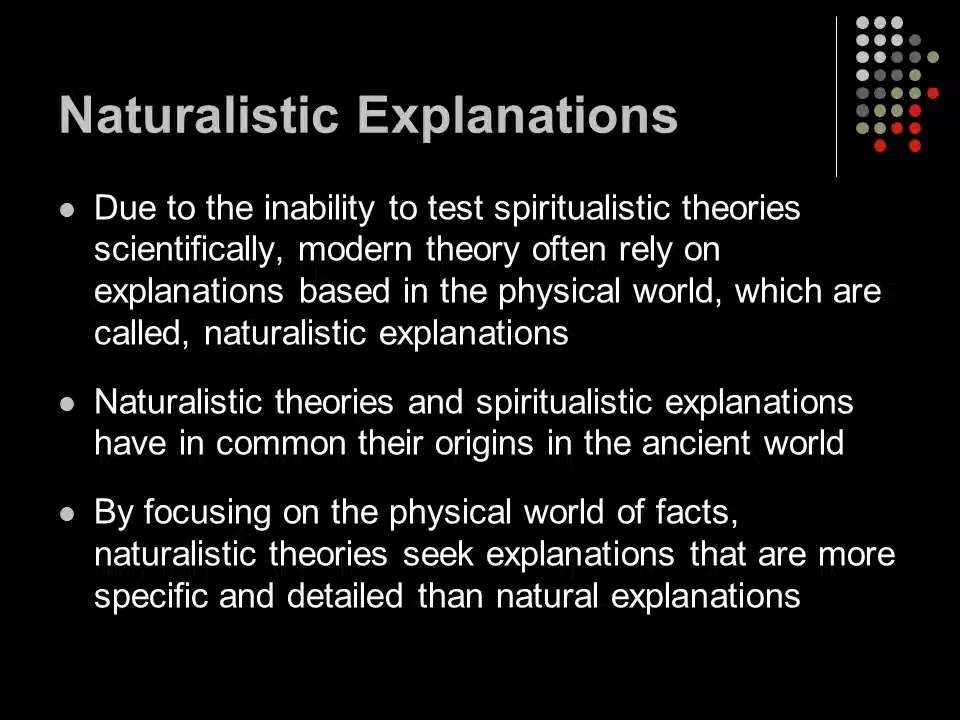 Naturalistic Explanations
Due to the inability to test spiritualistic theories
scientifically, modern theory often rely on
explanations based in the physical world, which are
called, naturalistic explanations
Naturalistic theories and spiritualistic explanations
have in common their origins in the ancient world
By focusing on the physical world of facts,
naturalistic theories seek explanations that are more
specific and detailed than natural explanations